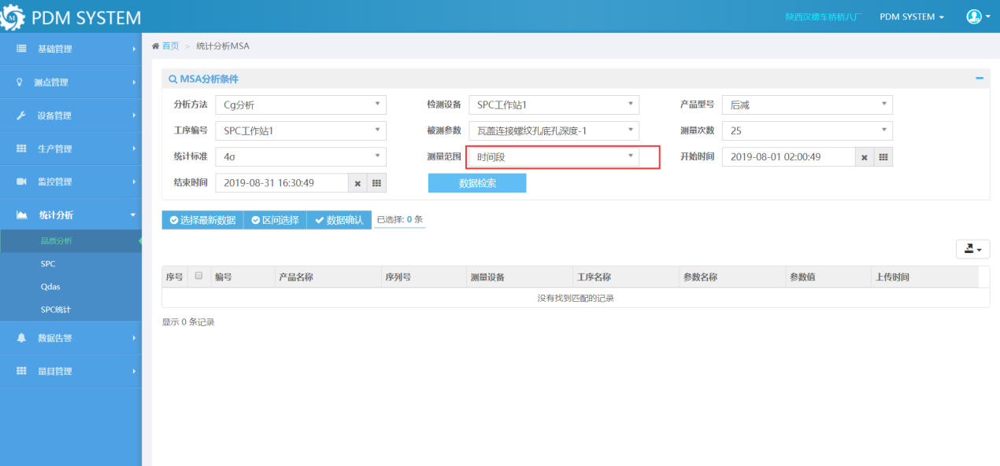 PDM SYSTEM
陕西汉德车桥桥八厂 PDM SYSTEM
基础管理
测点管理
设备管理
生产管理
监控管理
统计分析
品质分析
SPC
Qdas
SPC统计
数据告警
量具管理
首页 > 统计分析MSA
MSA分析条件
分析方法 Cg分析 检测设备 SPC工作站1 产品型号 后减
工序编号 SPC工作站1 被测参数 瓦盖连接螺纹孔底孔深度-1 测量次数 25
统计标准 4σ 测量范围 时间段 开始时间 2019-08-01 02:00:49
结束时间 2019-08-31 16:30:49 数据检索
选择最新数据 区间选择 数据确认 已选择: 0 条
序号 编号 产品名称 序列号 测量设备 工序名称 参数名称 参数值 上传时间
没有找到匹配的记录
显示 0 条记录